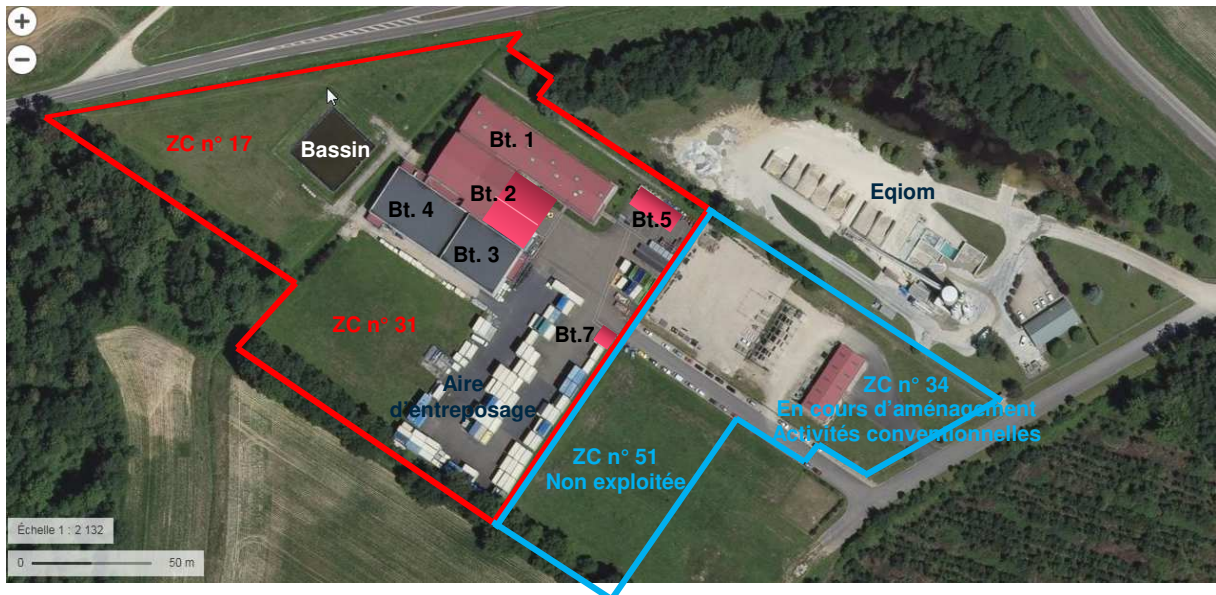 +
−
ZC n° 17
Bassin
Bt. 1
Bt. 2
Bt. 4
Bt.5
Bt. 3
Eqiom
ZC n° 31
Bt.7
Aire
d'entreposage
ZC n° 34
En cours d'aménagement
Activités conventionnelles
ZC n° 51
Non exploitée
Échelle 1 : 2 132
0 50 m